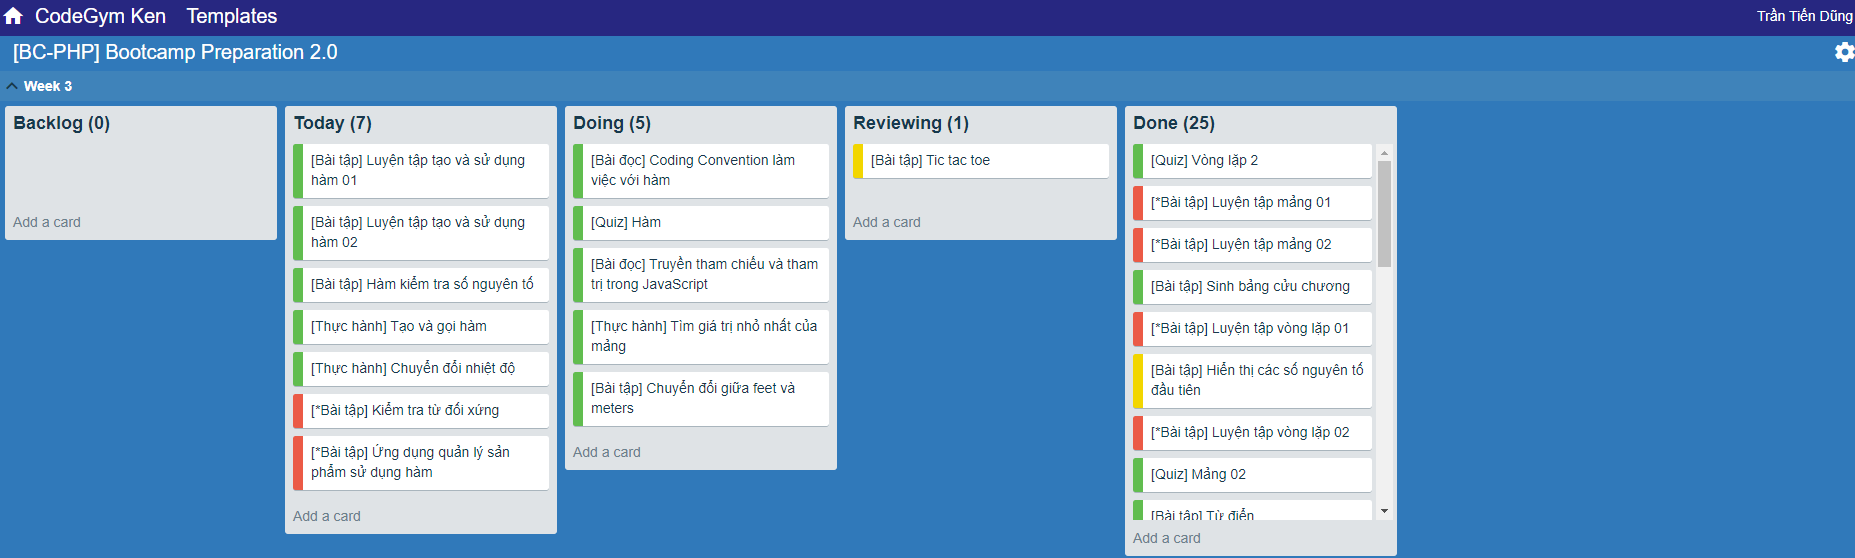 CodeGym Ken Templates Trần Tiến Dũng
[BC-PHP] Bootcamp Preparation 2.0
Week 3
Backlog (0)
Add a card
Today (7)
[Bài tập] Luyện tập tạo và sử dụng
hàm 01
[Bài tập] Luyện tập tạo và sử dụng
hàm 02
[Bài tập] Hàm kiểm tra số nguyên tố
[Thực hành] Tạo và gọi hàm
[Thực hành] Chuyển đổi nhiệt độ
[*Bài tập] Kiểm tra từ đối xứng
[*Bài tập] Ứng dụng quản lý sản
phẩm sử dụng hàm
Add a card
Doing (5)
[Bài đọc] Coding Convention làm
việc với hàm
[Quiz] Hàm
[Bài đọc] Truyền tham chiếu và tham
trị trong JavaScript
[Thực hành] Tìm giá trị nhỏ nhất của
mảng
[Bài tập] Chuyển đổi giữa feet và
meters
Add a card
Reviewing (1)
[Bài tập] Tic tac toe
Add a card
Done (25)
[Quiz] Vòng lặp 2
[*Bài tập] Luyện tập mảng 01
[*Bài tập] Luyện tập mảng 02
[Bài tập] Sinh bảng cửu chương
[*Bài tập] Luyện tập vòng lặp 01
[Bài tập] Hiển thị các số nguyên tố
đầu tiên
[*Bài tập] Luyện tập vòng lặp 02
[Quiz] Mảng 02
[Bài tập] Từ điển
Add a card